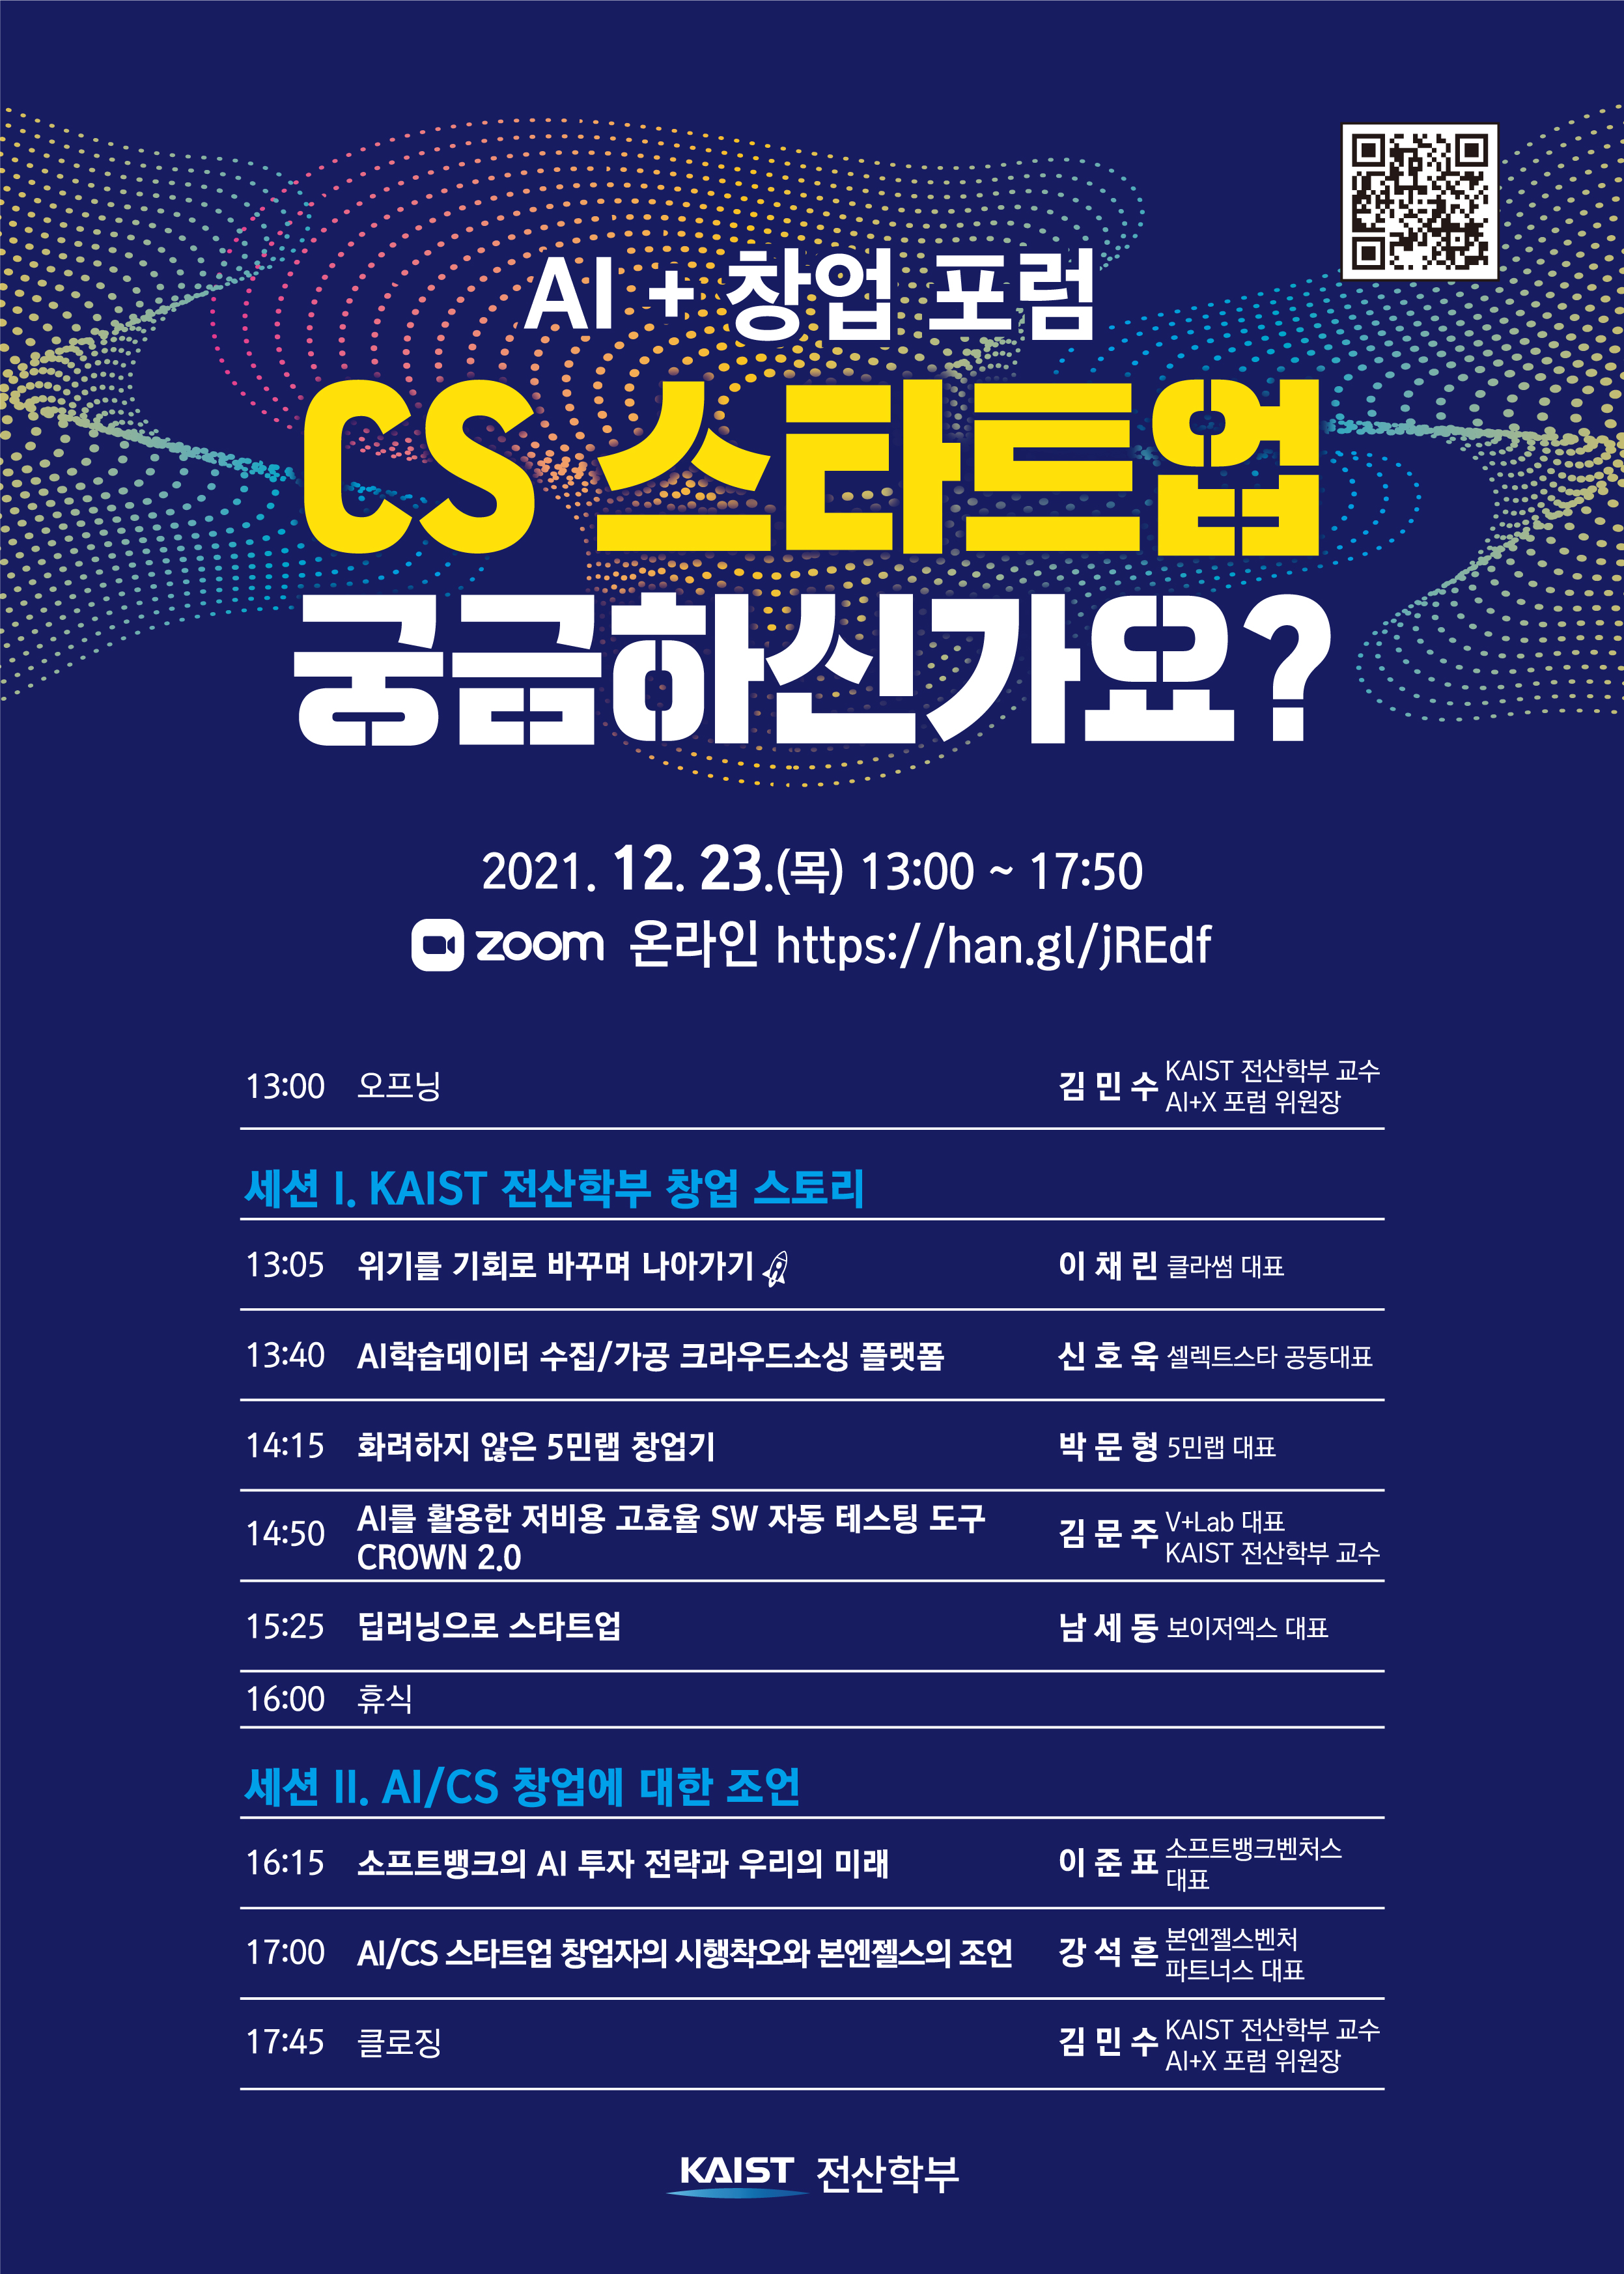 AI + 창업 포럼
CS 스타트업
궁금하신가요?
2021. 12. 23.(목) 13:00 ~ 17:50
zoom 온라인 https://han.gl/jREdf
13:00 오프닝 김민수 KAIST 전산학부 교수
AI+X 포럼 위원장
세션 I. KAIST 전산학부 창업 스토리
13:05 위기를 기회로 바꾸며 나아가기 이채린 클라썸 대표
13:40 AI학습데이터 수집/가공 크라우드소싱 플랫폼 신호욱 셀렉트스타 공동대표
14:15 화려하지 않은 5민랩 창업기 박문형 5민랩 대표
14:50 AI를 활용한 저비용 고효율 SW 자동 테스팅 도구
CROWN 2.0 김문주 V+Lab 대표
KAIST 전산학부 교수
15:25 딥러닝으로 스타트업 남세동 보이저엑스 대표
16:00 휴식
세션 II. AI/CS 창업에 대한 조언
16:15 소프트뱅크의 AI 투자 전략과 우리의 미래 이준표 소프트뱅크벤처스
대표
17:00 AI/CS 스타트업 창업자의 시행착오와 본엔젤스의 조언 강석흔 본엔젤스벤처
파트너스 대표
17:45 클로징 김민수 KAIST 전산학부 교수
AI+X 포럼 위원장
KAIST 전산학부